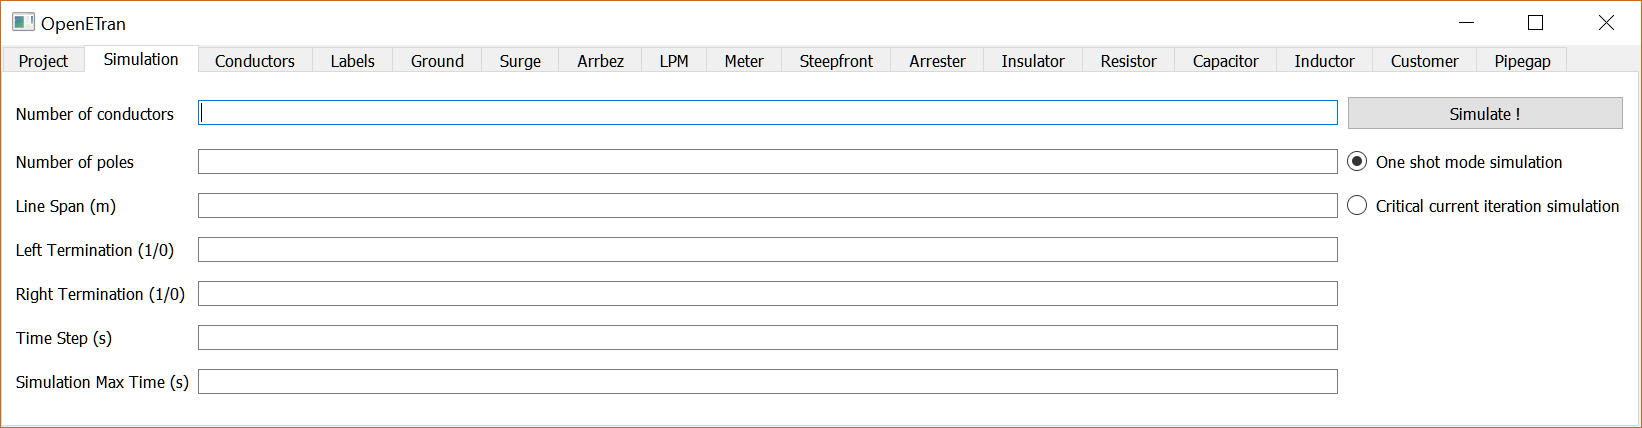 OpenETran
Project Simulation Conductors Labels Ground Surge Arrbez LPM Meter Steepfront Arrester Insulator Resistor Capacitor Inductor Customer Pipegap
Number of conductors Simulate !
Number of poles One shot mode simulation
Line Span (m) Critical current iteration simulation
Left Termination (1/0)
Right Termination (1/0)
Time Step (s)
Simulation Max Time (s)